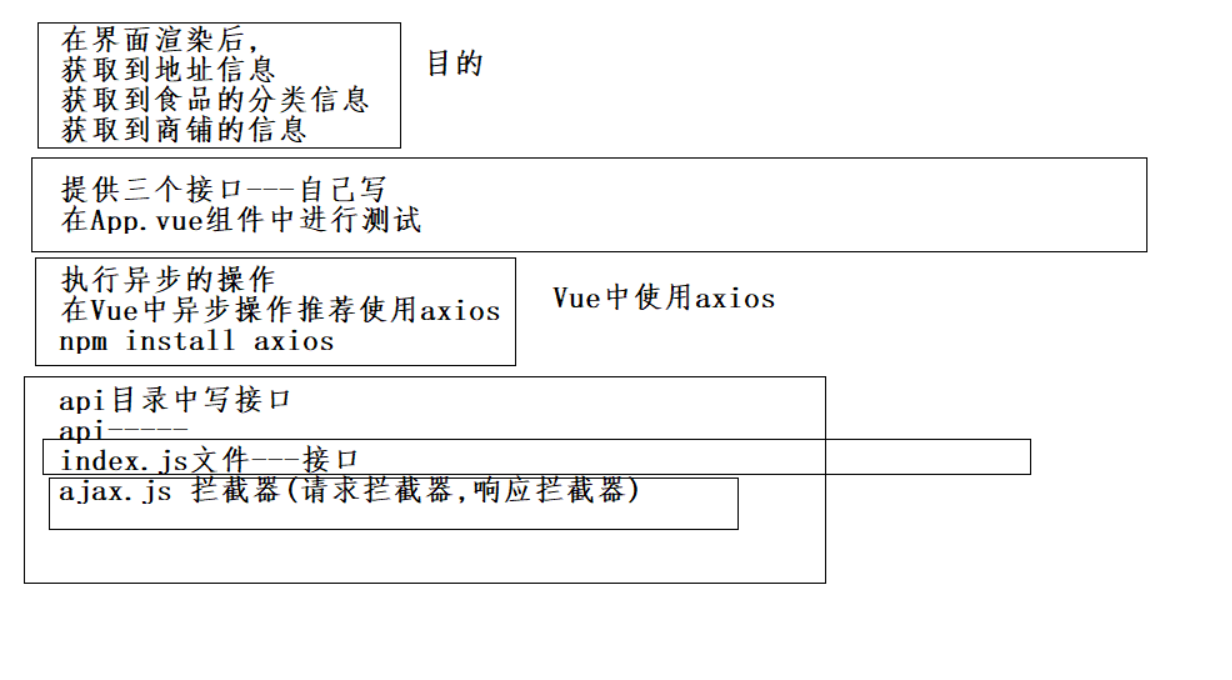 在界面渲染后,
获取到地址信息
获取到食品的分类信息
获取到商铺的信息
目的
提供三个接口---自己写
在App.vue组件中进行测试
执行异步的操作
在Vue中异步操作推荐使用axios
npm install axios
Vue中使用axios
api目录中写接口
api-----
index.js文件---接口
ajax.js 拦截器(请求拦截器,响应拦截器)